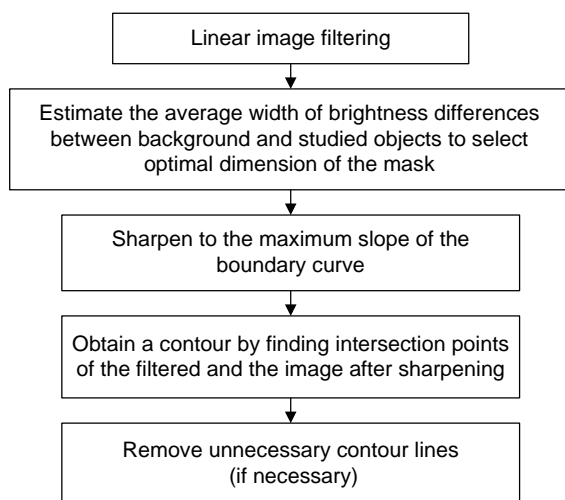 Linear image filtering
Estimate the average width of brightness differences
between background and studied objects to select
optimal dimension of the mask
Sharpen to the maximum slope of the
boundary curve
Obtain a contour by finding intersection points
of the filtered and the image after sharpening
Remove unnecessary contour lines
(if necessary)